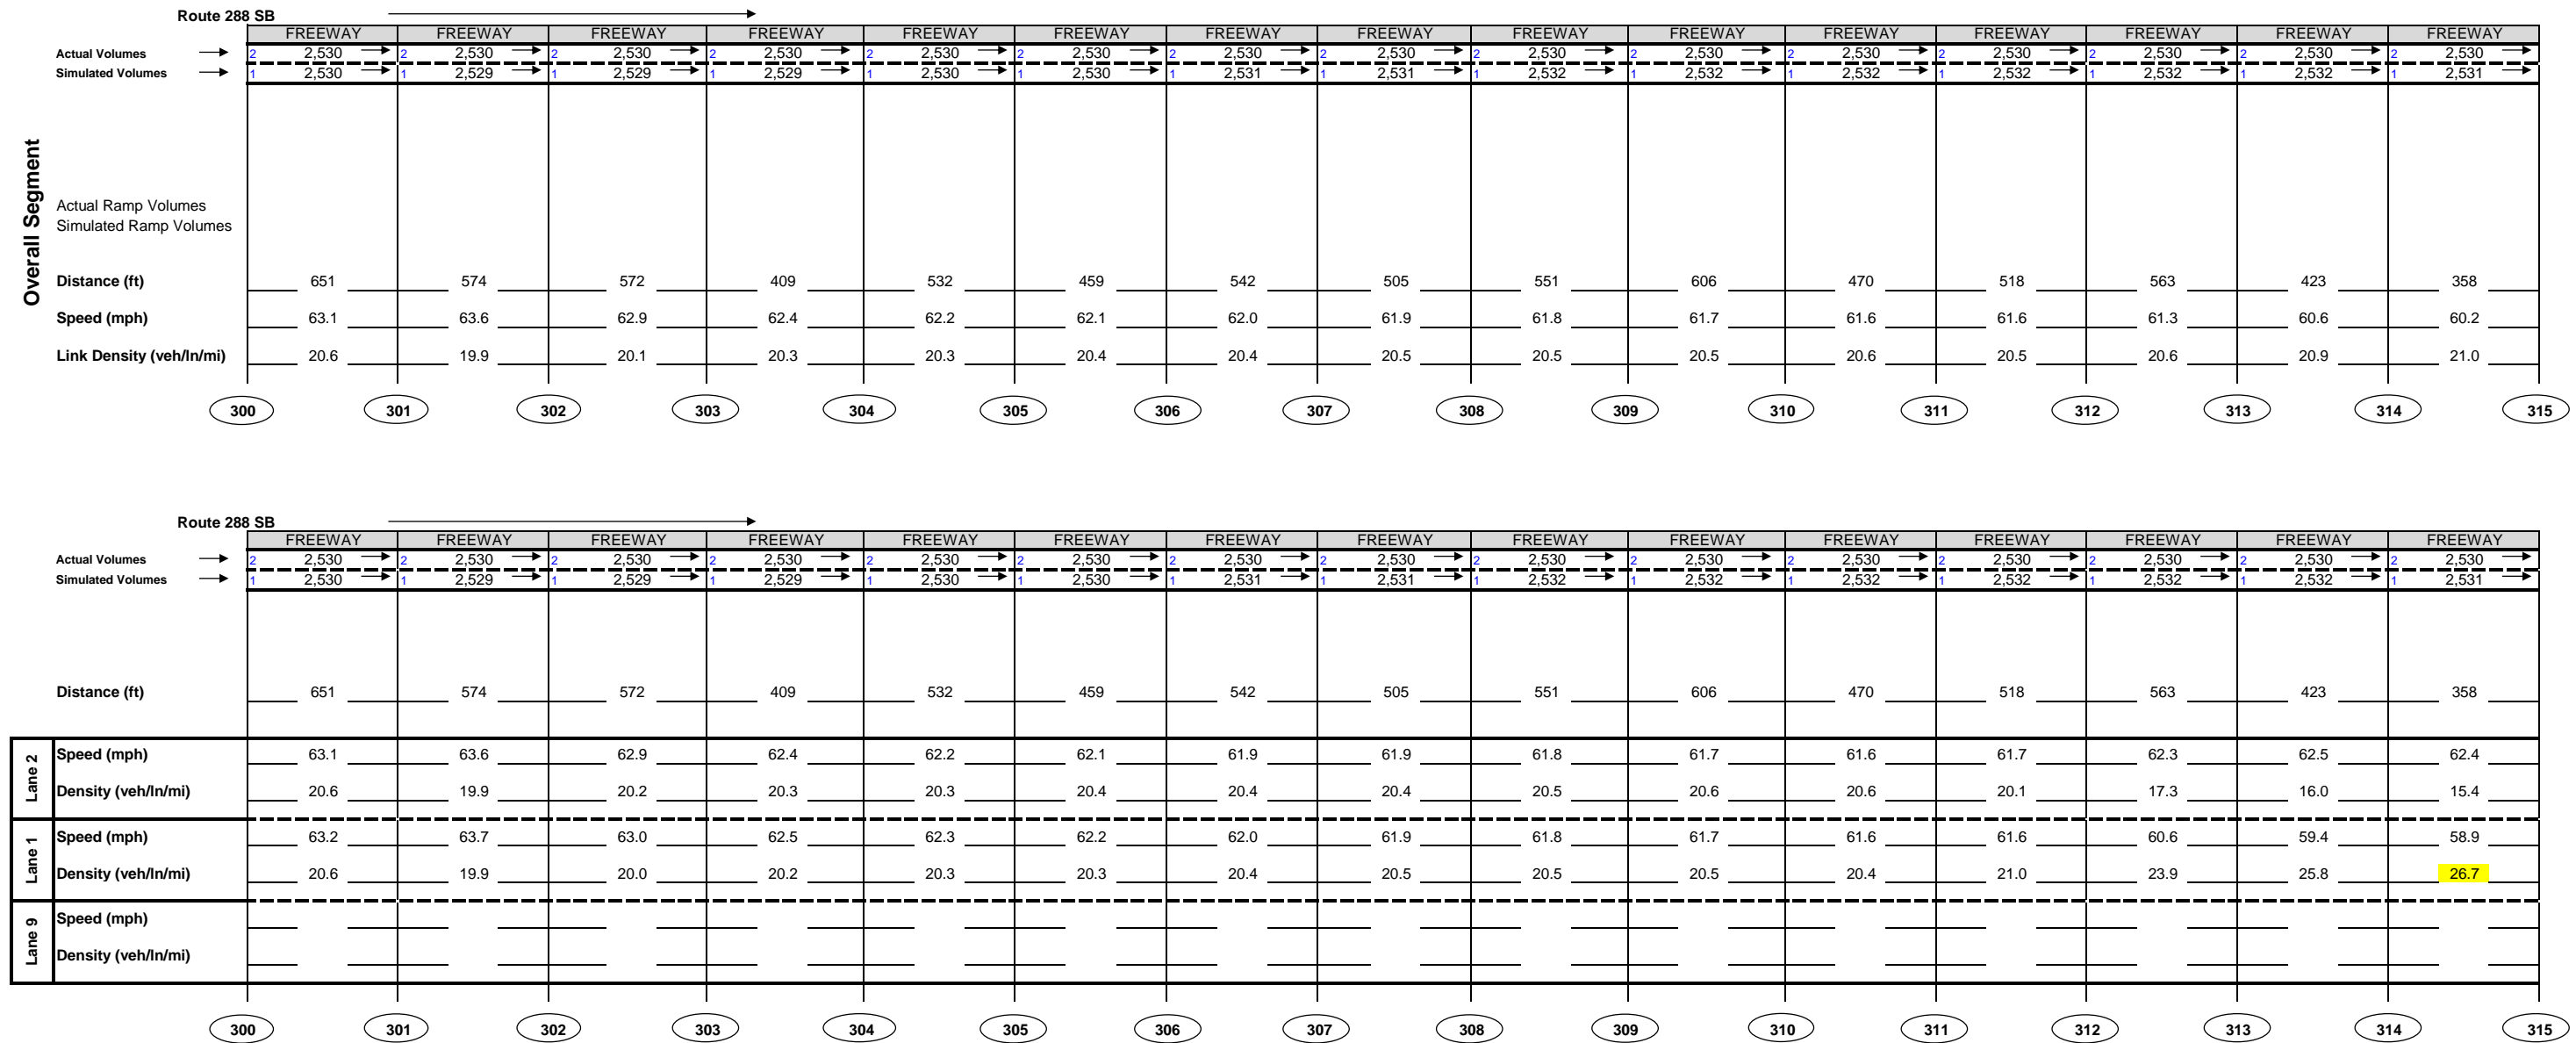 Route 288 SB
FREEWAY FREEWAY FREEWAY FREEWAY FREEWAY FREEWAY FREEWAY FREEWAY FREEWAY FREEWAY FREEWAY FREEWAY FREEWAY FREEWAY FREEWAY
Actual Volumes 2 2,530 2 2,530 2 2,530 2 2,530 2 2,530 2 2,530 2 2,530 2 2,530 2 2,530 2 2,530 2 2,530 2 2,530 2 2,530 2 2,530 2 2,530
Simulated Volumes 1 2,530 1 2,529 1 2,529 1 2,529 1 2,530 1 2,530 1 2,531 1 2,531 1 2,532 1 2,532 1 2,532 1 2,532 1 2,532 1 2,532 1 2,531
Overall Segment
Actual Ramp Volumes
Simulated Ramp Volumes
Distance (ft) 651 574 572 409 532 459 542 505 551 606 470 518 563 423 358
Speed (mph) 63.1 63.6 62.9 62.4 62.2 62.1 62.0 61.9 61.8 61.7 61.6 61.6 61.3 60.6 60.2
Link Density (veh/ln/mi) 20.6 19.9 20.1 20.3 20.3 20.4 20.4 20.5 20.5 20.5 20.6 20.5 20.6 20.9 21.0
300 301 302 303 304 305 306 307 308 309 310 311 312 313 314 315
Route 288 SB
FREEWAY FREEWAY FREEWAY FREEWAY FREEWAY FREEWAY FREEWAY FREEWAY FREEWAY FREEWAY FREEWAY FREEWAY FREEWAY FREEWAY FREEWAY
Actual Volumes 2 2,530 2 2,530 2 2,530 2 2,530 2 2,530 2 2,530 2 2,530 2 2,530 2 2,530 2 2,530 2 2,530 2 2,530 2 2,530 2 2,530 2 2,530
Simulated Volumes 1 2,530 1 2,529 1 2,529 1 2,529 1 2,530 1 2,530 1 2,531 1 2,531 1 2,532 1 2,532 1 2,532 1 2,532 1 2,532 1 2,532 1 2,531
Distance (ft) 651 574 572 409 532 459 542 505 551 606 470 518 563 423 358
Lane 2
Speed (mph) 63.1 63.6 62.9 62.4 62.2 62.1 61.9 61.9 61.8 61.7 61.6 61.7 62.3 62.5 62.4
Density (veh/ln/mi) 20.6 19.9 20.2 20.3 20.3 20.4 20.4 20.4 20.5 20.6 20.6 20.1 17.3 16.0 15.4
Lane 1
Speed (mph) 63.2 63.7 63.0 62.5 62.3 62.2 62.0 61.9 61.8 61.7 61.6 61.6 60.6 59.4 58.9
Density (veh/ln/mi) 20.6 19.9 20.0 20.2 20.3 20.3 20.4 20.5 20.5 20.5 20.4 21.0 23.9 25.8 26.7
Lane 9
Speed (mph)
Density (veh/ln/mi)
300 301 302 303 304 305 306 307 308 309 310 311 312 313 314 315